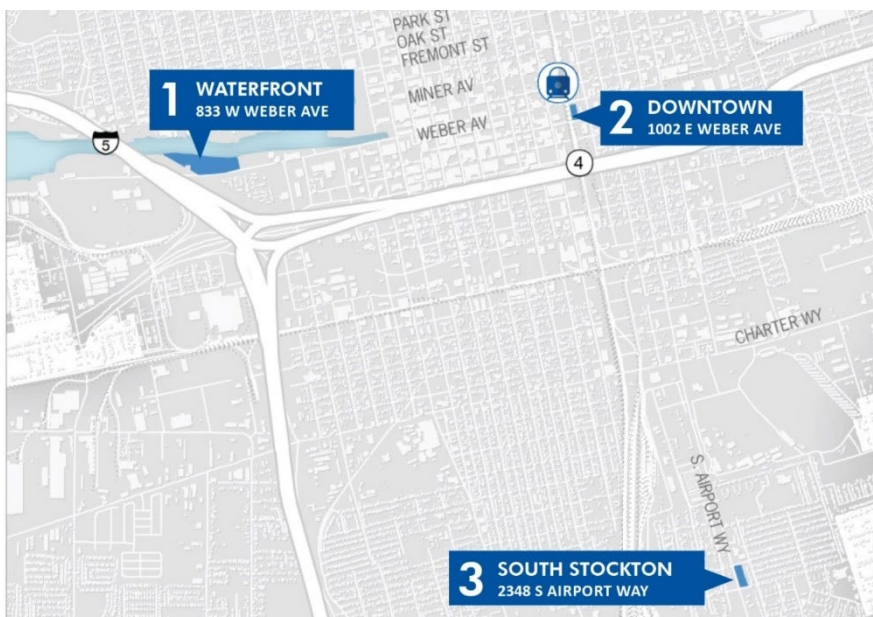 PARK ST
OAK ST
FREMONT ST
MINER AV
WEBER AV
1 WATERFRONT
833 W WEBER AVE
2 DOWNTOWN
1002 E WEBER AVE
5
4
CHARTER WY
S. AIRPORT WY
3 SOUTH STOCKTON
2348 S AIRPORT WAY